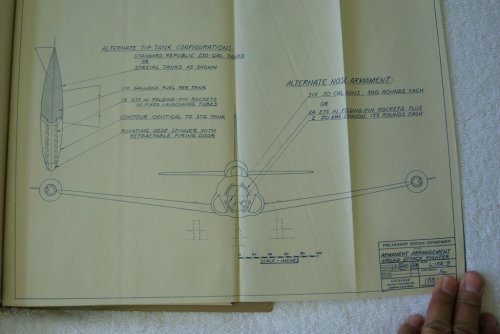 ALTERNATE TIP TANK CONFIGURATIONS:
STANDARD REPUBLIC 230-GAL TANKS
OR
SPECIAL TANKS AS SHOWN
110 GALLONS FUEL PER TANK
12 2.75 IN. FOLDING-FIN ROCKETS
IN FIXED LAUNCHING TUBES
CONTOUR IDENTICAL TO STD. TANK
ROTATING NOSE SPINNER WITH
RETRACTABLE FIRING DOOR
ALTERNATE NOSE ARMAMENT:
SIX .50 CAL GUNS, 300 ROUNDS EACH
OR
24 2.75 IN. FOLDING-FIN ROCKETS PLUS
2 20 MM CANNON, 175 ROUNDS EACH
SCALE - INCHES
PRELIMINARY DESIGN DEPARTMENT
ARMAMENT ARRANGEMENT
GROUND ATTACK FIGHTER